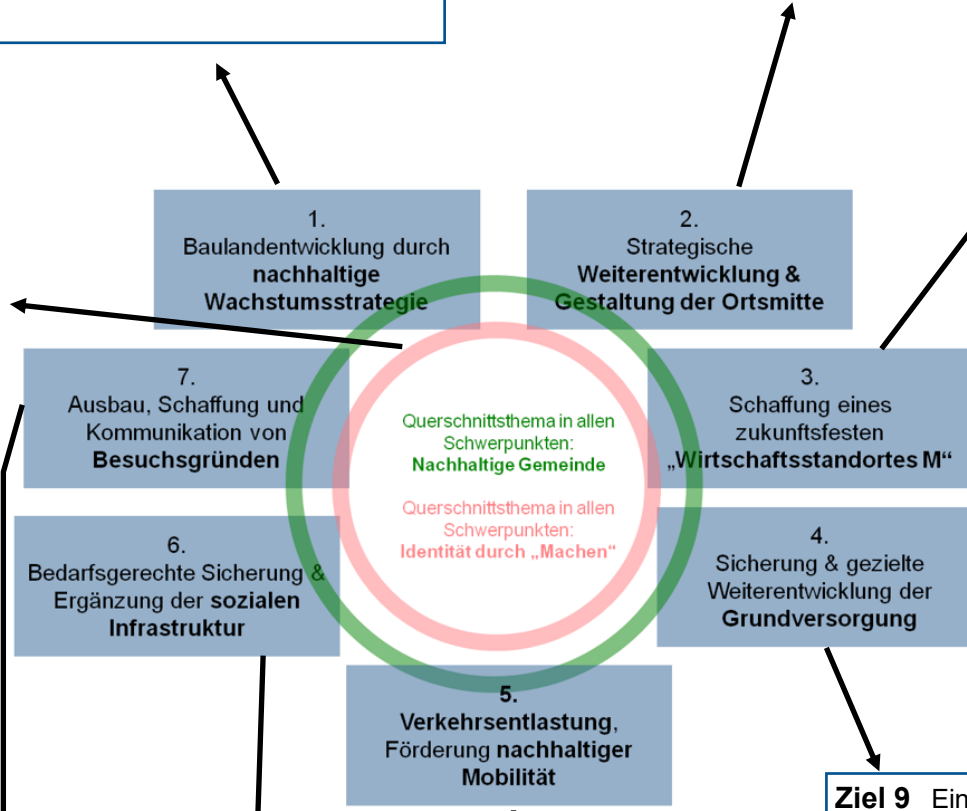 1.
Baulandentwicklung durch
nachhaltige
Wachstumsstrategie
2.
Strategische
Weiterentwicklung &
Gestaltung der Ortsmitte
7.
Ausbau, Schaffung und
Kommunikation von
Besuchsgründen
Querschnittsthema in allen
Schwerpunkten:
Nachhaltige Gemeinde
Querschnittsthema in allen
Schwerpunkten:
Identität durch „Machen“
3.
Schaffung eines
zukunftsfesten
„Wirtschaftsstandortes M“
6.
Bedarfsgerechte Sicherung &
Ergänzung der sozialen
Infrastruktur
4.
Sicherung & gezielte
Weiterentwicklung der
Grundversorgung
5.
Verkehrsentlastung,
Förderung nachhaltiger
Mobilität
Ziel 9 Ein